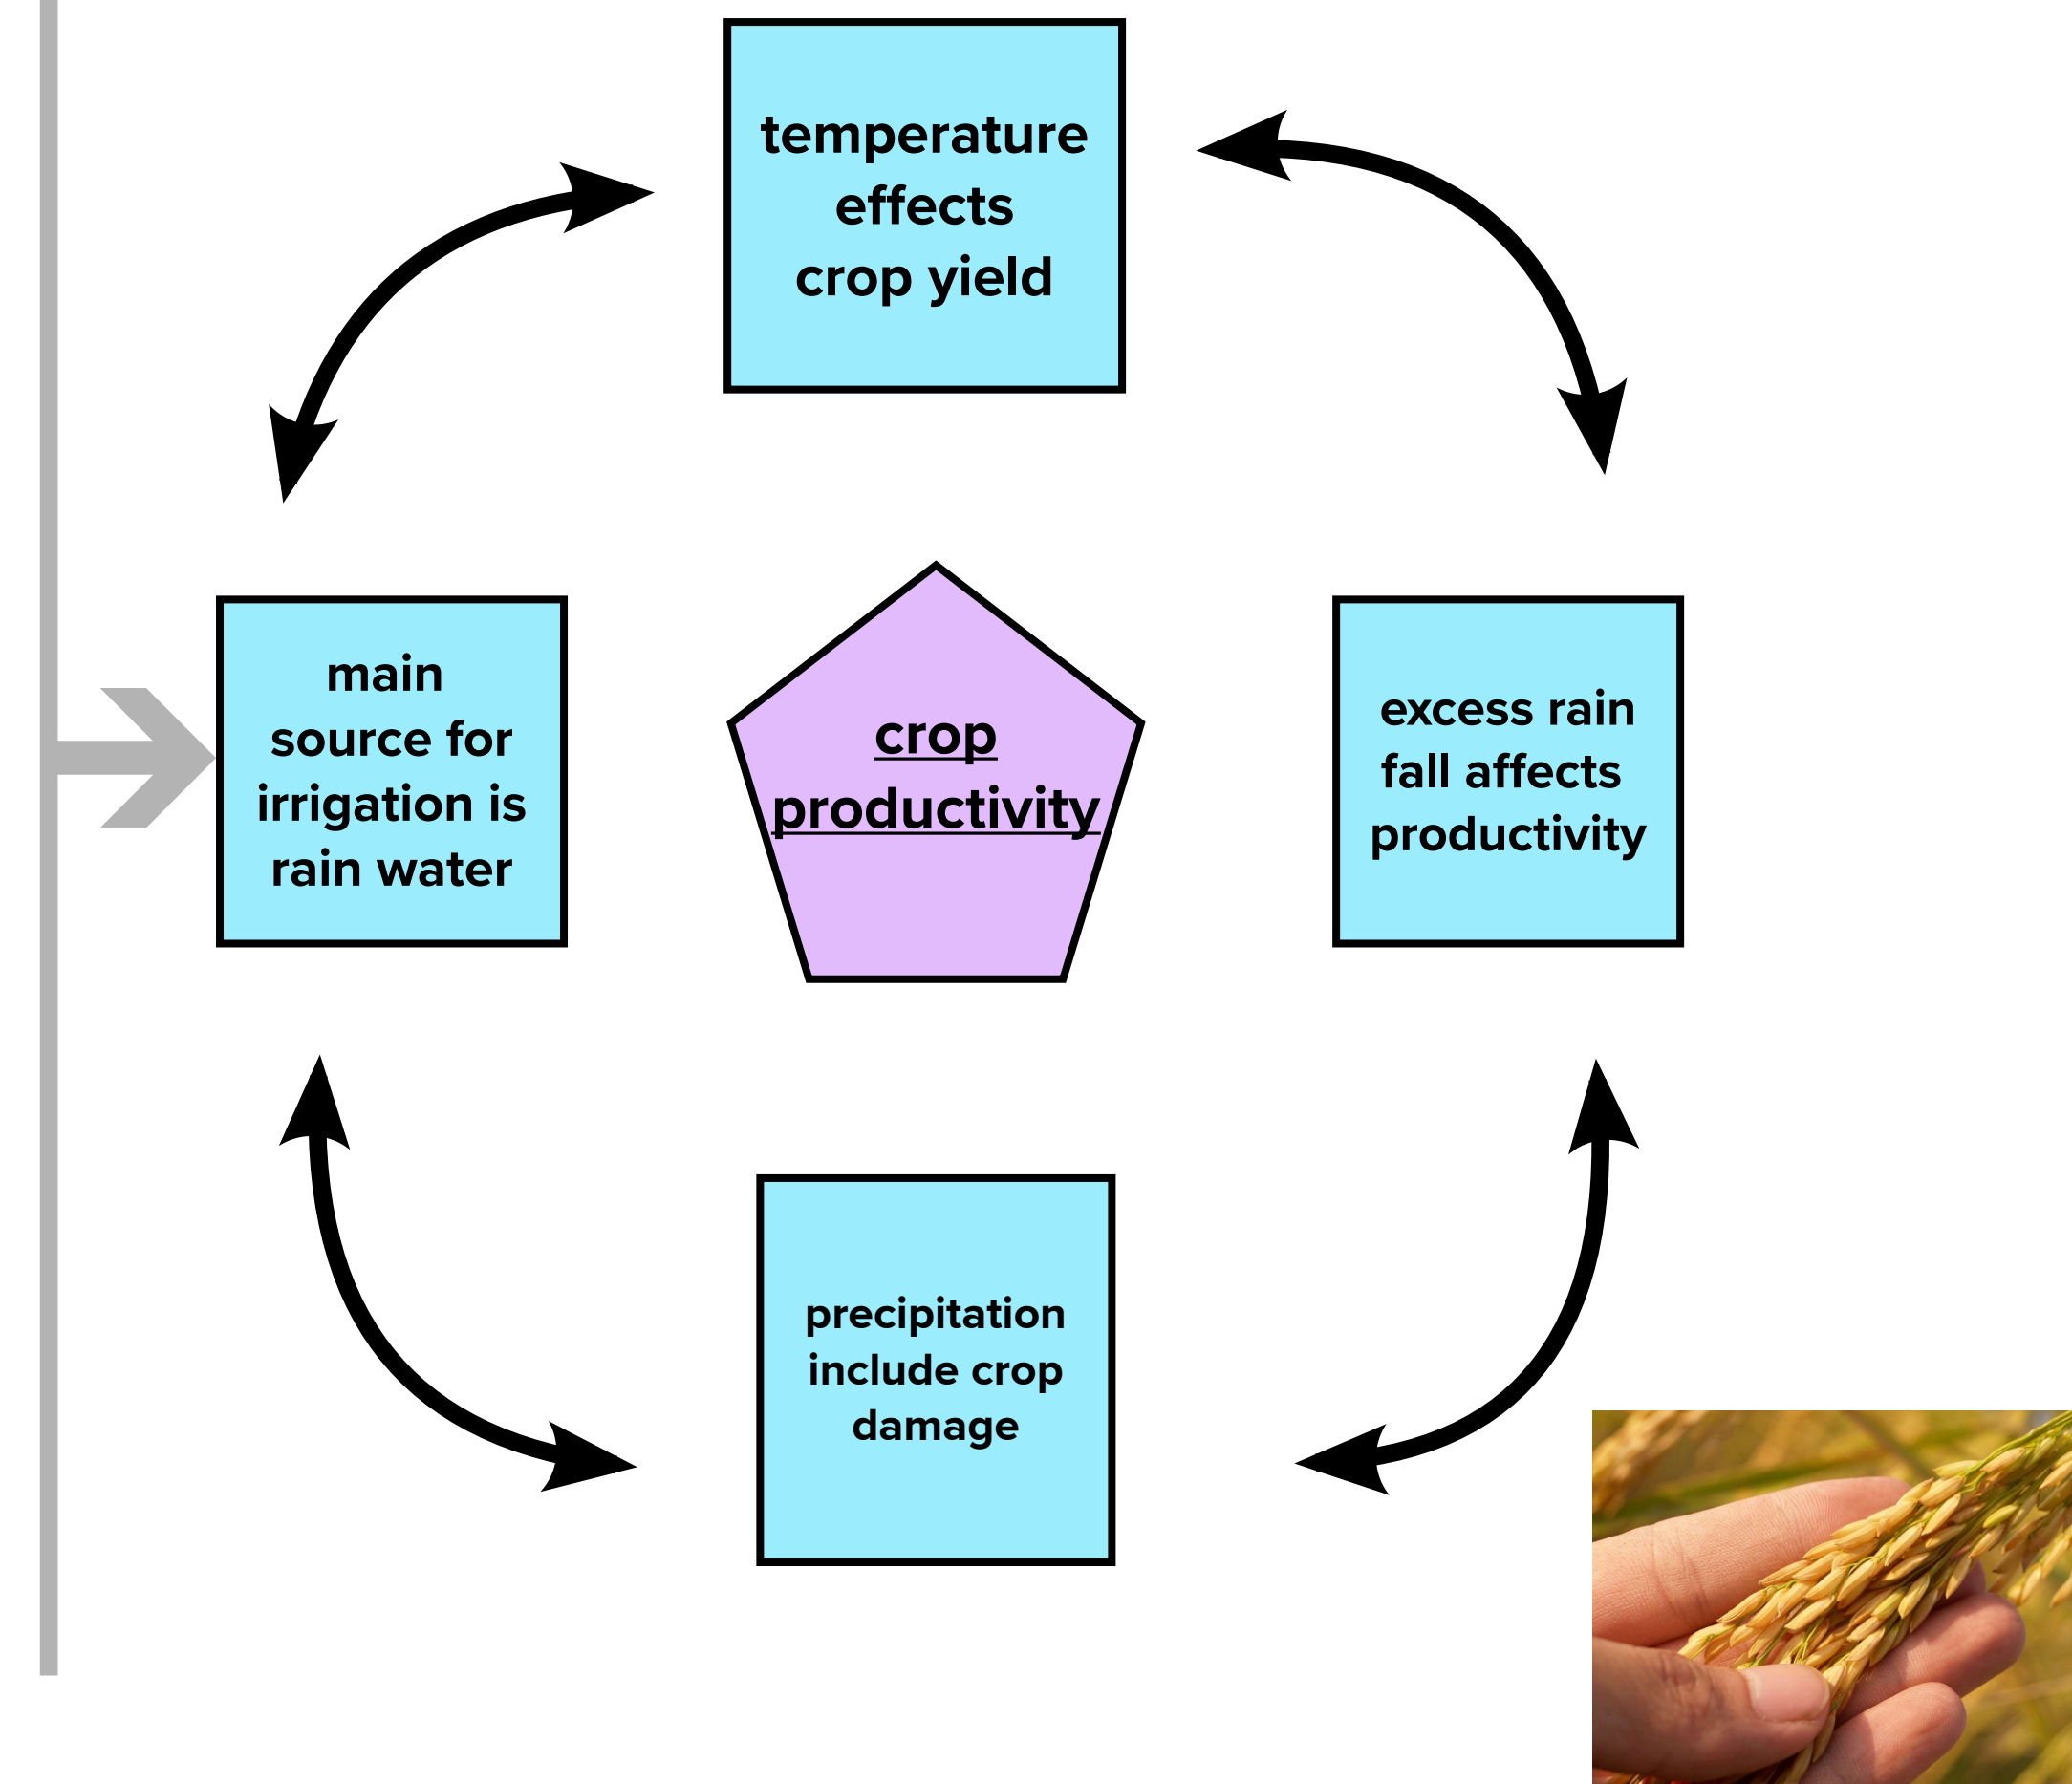 temperature
effects
crop yield
main
source for
irrigation is
rain water
crop
productivity
excess rain
fall affects
productivity
precipitation
include crop
damage